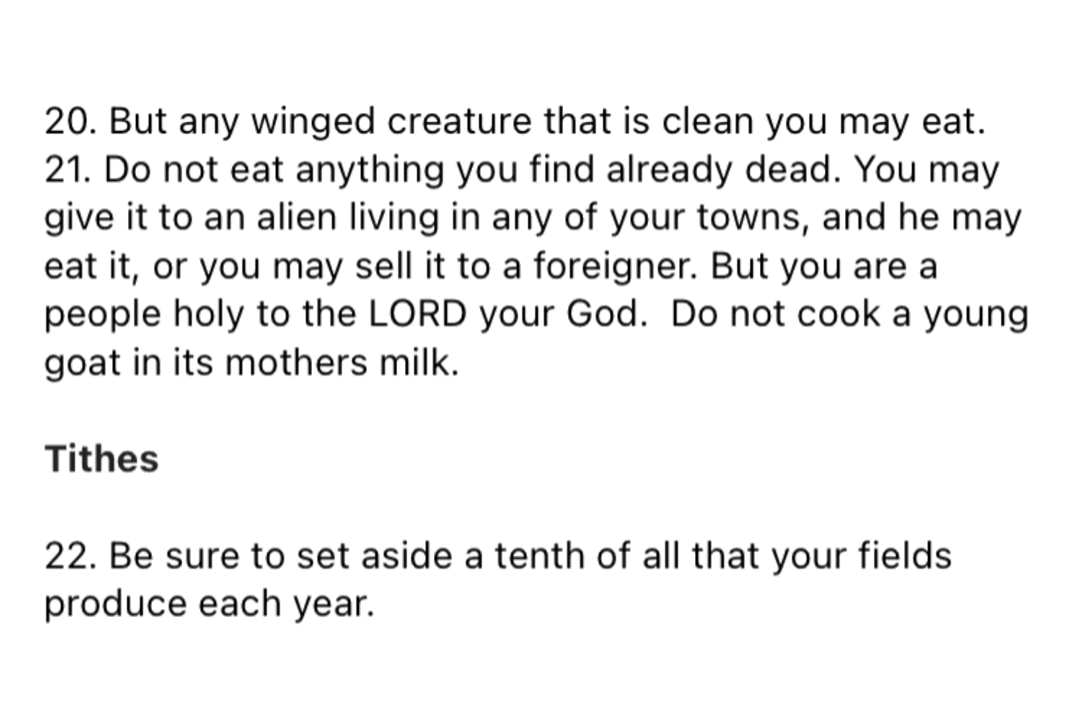 20. But any winged creature that is clean you may eat.
21. Do not eat anything you find already dead. You may
give it to an alien living in any of your towns, and he may
eat it, or you may sell it to a foreigner. But you are a
people holy to the LORD your God.  Do not cook a young
goat in its mothers milk.
Tithes
22. Be sure to set aside a tenth of all that your fields
produce each year.